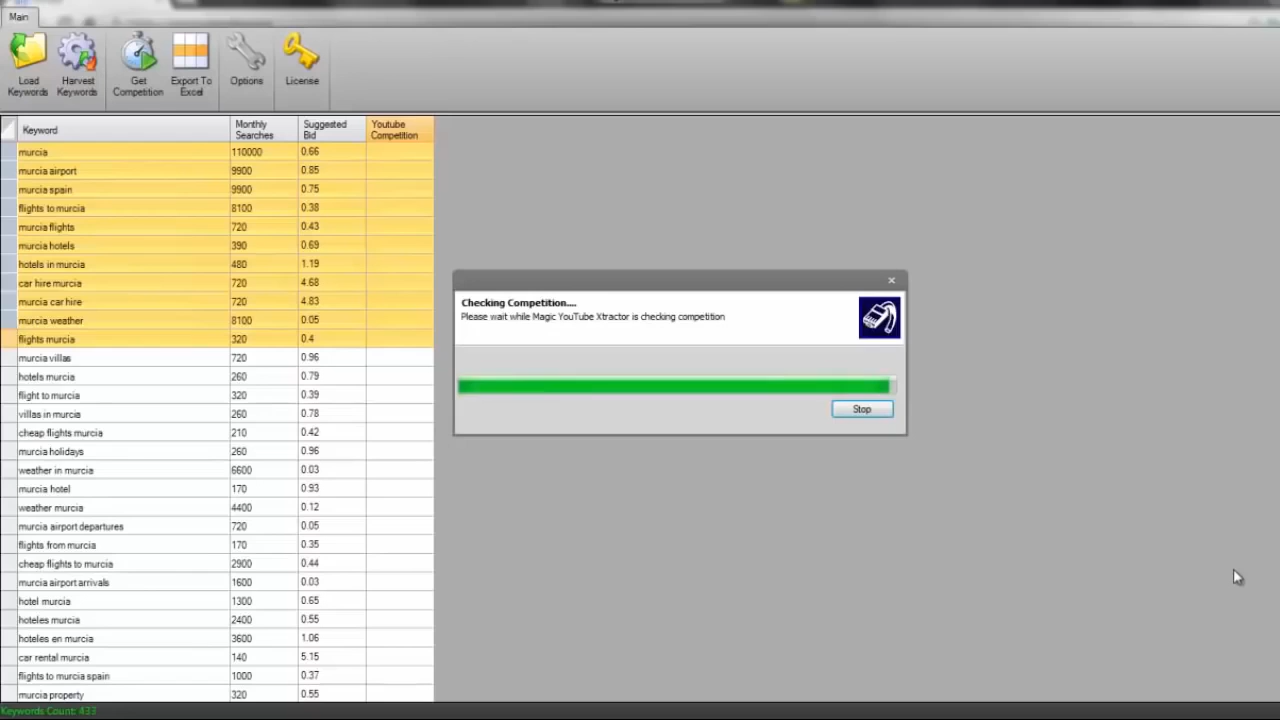 Main
Load
Keywords
Harvest
Keywords
Get
Competition
Export To
Excel
Options
License
Keyword
Monthly
Searches
Suggested
Bid
Youtube
Competition
murcia 110000 0.66
murcia airport 9900 0.85
murcia spain 9900 0.75
flights to murcia 8100 0.38
murcia flights 720 0.43
murcia hotels 390 0.69
hotels in murcia 480 1.19
car hire murcia 720 4.68
murcia car hire 720 4.83
murcia weather 8100 0.05
flights murcia 320 0.4
murcia villas 720 0.96
hotels murcia 260 0.79
flight to murcia 320 0.39
villas in murcia 260 0.78
cheap flights murcia 210 0.42
murcia holidays 260 0.96
weather in murcia 6600 0.03
murcia hotel 170 0.93
weather murcia 4400 0.12
murcia airport departures 720 0.05
flights from murcia 170 0.35
cheap flights to murcia 2900 0.44
murcia airport arrivals 1600 0.03
hotel murcia 1300 0.65
hoteles murcia 2400 0.55
hoteles en murcia 3600 1.06
car rental murcia 140 5.15
flights to murcia spain 1000 0.37
murcia property 320 0.55
Checking Competition....
Please wait while Magic YouTube Xtractor is checking competition
Stop
Keywords Count: 433